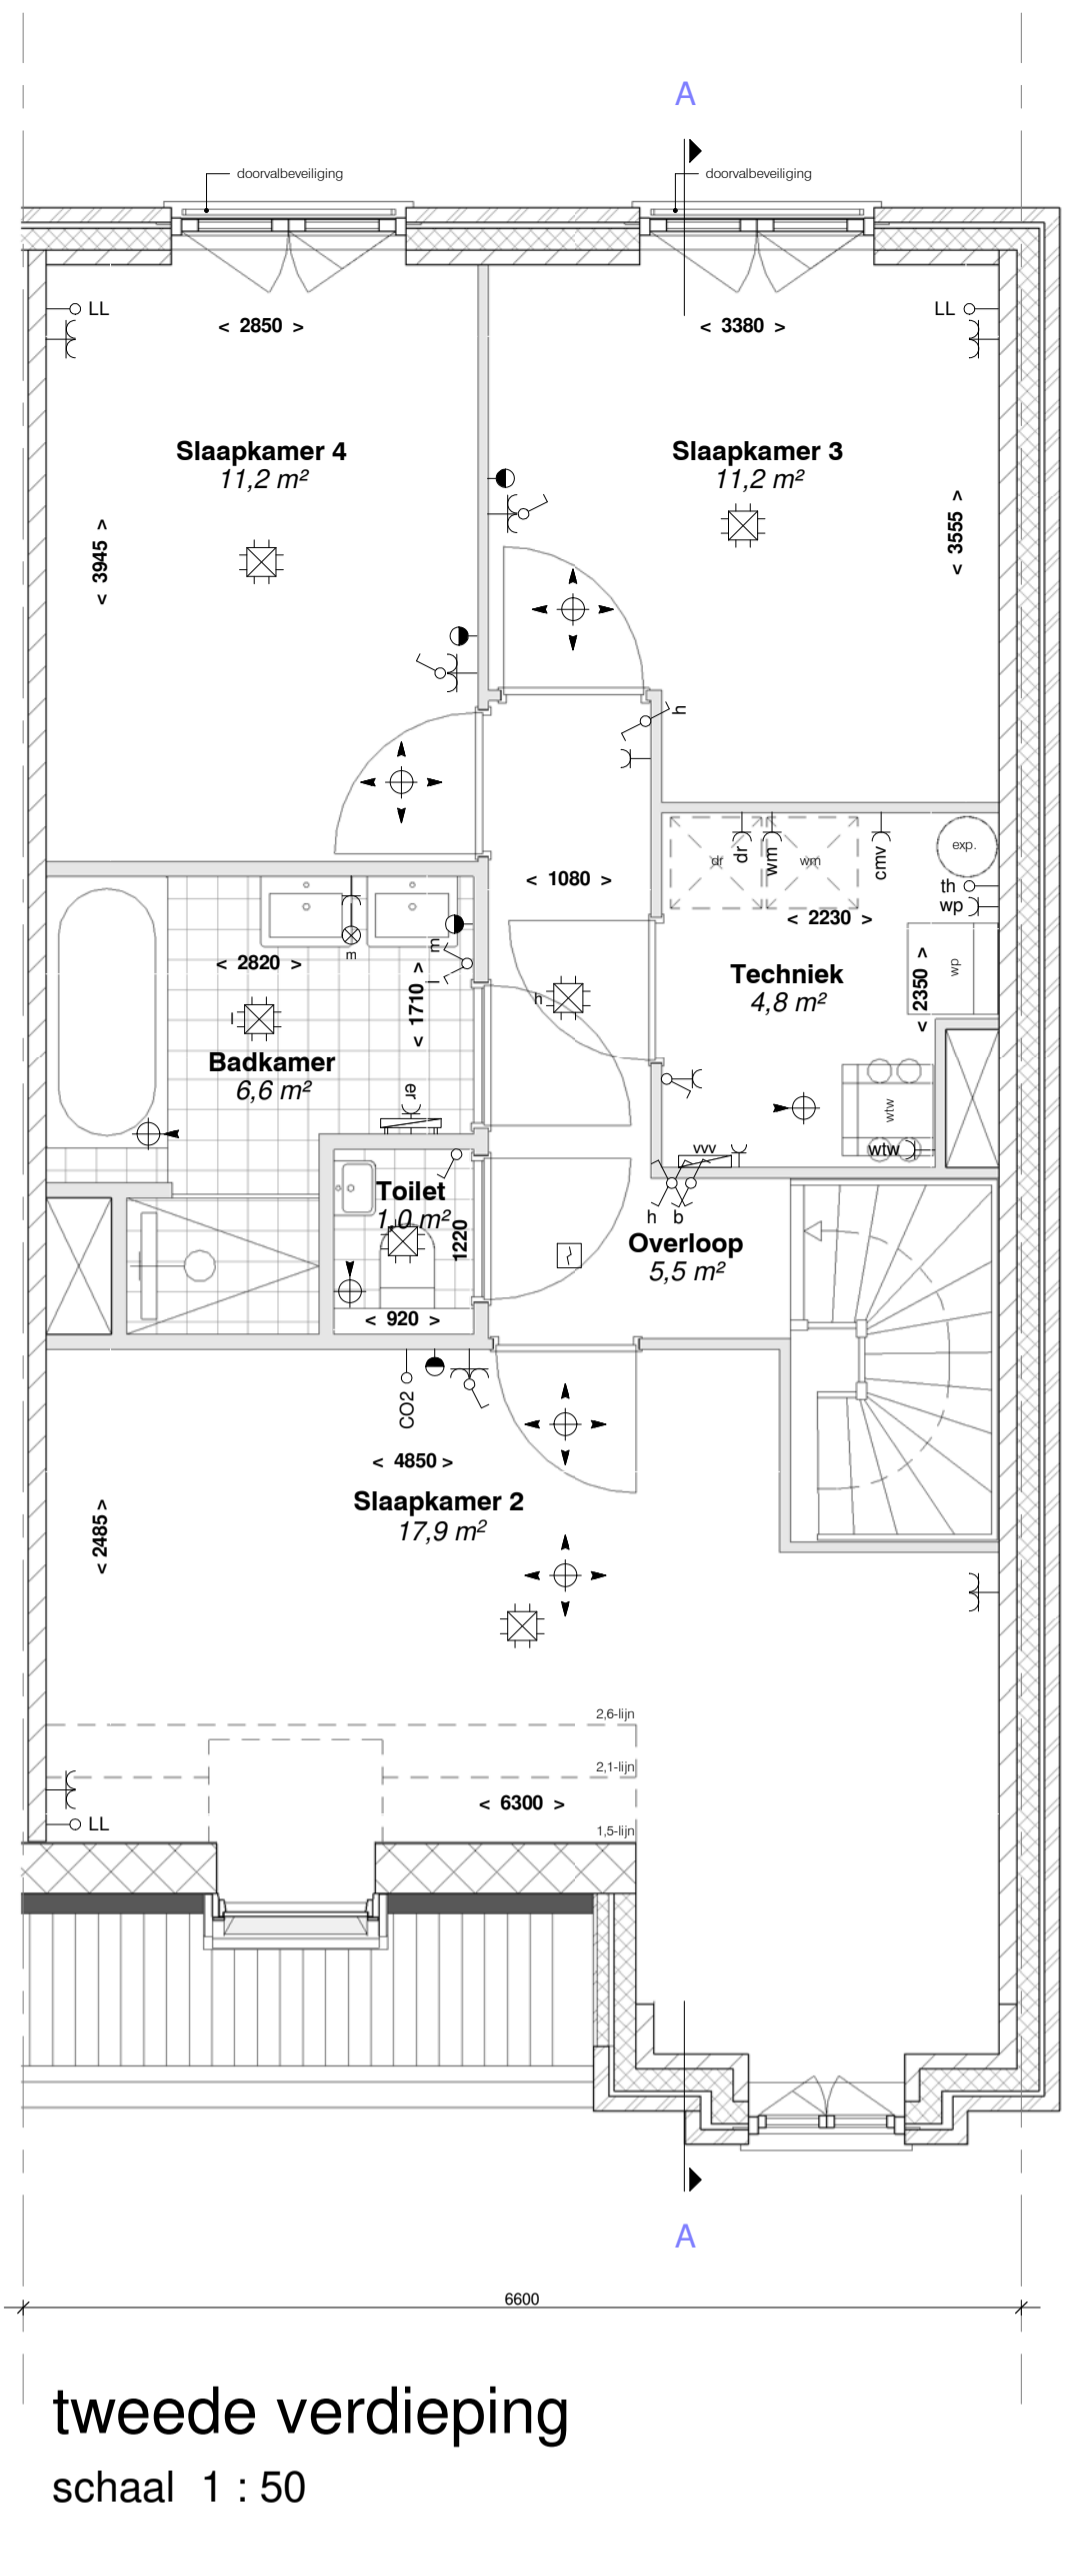 A
doorvalbeveiliging
doorvalbeveiliging
LL
LL
< 2850 >
< 3380 >
Slaapkamer 4
11,2 m²
Slaapkamer 3
11,2 m²
< 3945 >
< 3555 >
h
dr
dr
wm
wm
cmv
exp.
th
wp
< 1080 >
< 2230 >
m
m
l
< 2820 >
< 1710 >
l
h
Techniek
4,8 m²
< 2350 >
wp
Badkamer
6,6 m²
er
wtw
wtw
vvv
Toilet
1,0 m²
1220
h
b
Overloop
5,5 m²
< 920 >
CO2
< 4850 >
Slaapkamer 2
17,9 m²
< 2485 >
2,6-lijn
2,1-lijn
< 6300 >
LL
1,5-lijn
A
6600
tweede verdieping
schaal 1 : 50